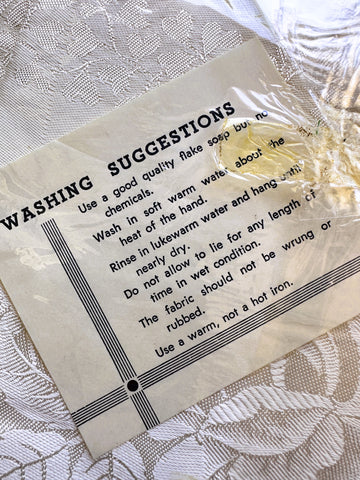 WASHING SUGGESTIONS
Use a good quality flake soap but no
chemicals.
Wash in soft warm water about the
heat of the hand.
Rinse in lukewarm water and hang until
nearly dry.
Do not allow to lie for any length of
time in wet condition.
The fabric should not be wrung or
rubbed.
Use a warm, not a hot iron.